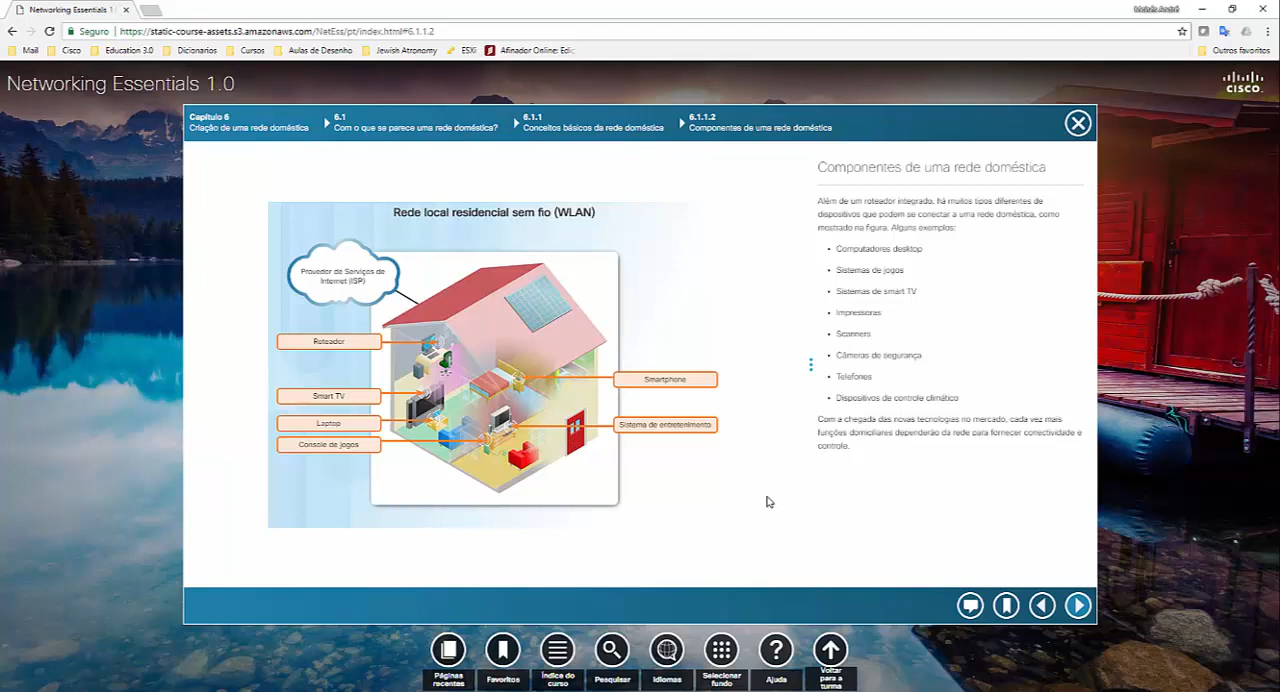 Networking Essentials 1.0
Moisés André
Seguro | https://static-course-assets.s3.amazonaws.com/NetEss/pt/index.html#6.1.1.2
Mail Cisco Education 3.0 Dicionarios Cursos Aulas de Desenho Jewish Atronomy ESXi Afinador Online: Edic Outros favoritos
Networking Essentials 1.0
CISCO
Capítulo 6
Criação de uma rede doméstica
6.1
Com o que se parece uma rede doméstica?
6.1.1
Conceitos básicos da rede doméstica
6.1.1.2
Componentes de uma rede doméstica
Rede local residencial sem fio (WLAN)
Provedor de Serviços de
Internet (ISP)
Roteador
Smart TV
Laptop
Console de jogos
Smartphone
Sistema de entretenimento
Componentes de uma rede doméstica
Além de um roteador integrado, há muitos tipos diferentes de
dispositivos que podem se conectar a uma rede doméstica, como
mostrado na figura. Alguns exemplos:
• Computadores desktop
• Sistemas de jogos
• Sistemas de smart TV
• Impressoras
• Scanners
• Câmeras de segurança
• Telefones
• Dispositivos de controle climático
Com a chegada das novas tecnologias no mercado, cada vez mais
funções domiciliares dependerão da rede para fornecer conectividade e
controle.
Páginas
recentes
Favoritos
Índice do
curso
Pesquisar
Idiomas
Selecionar
fundo
Ajuda
Voltar
para a
turma